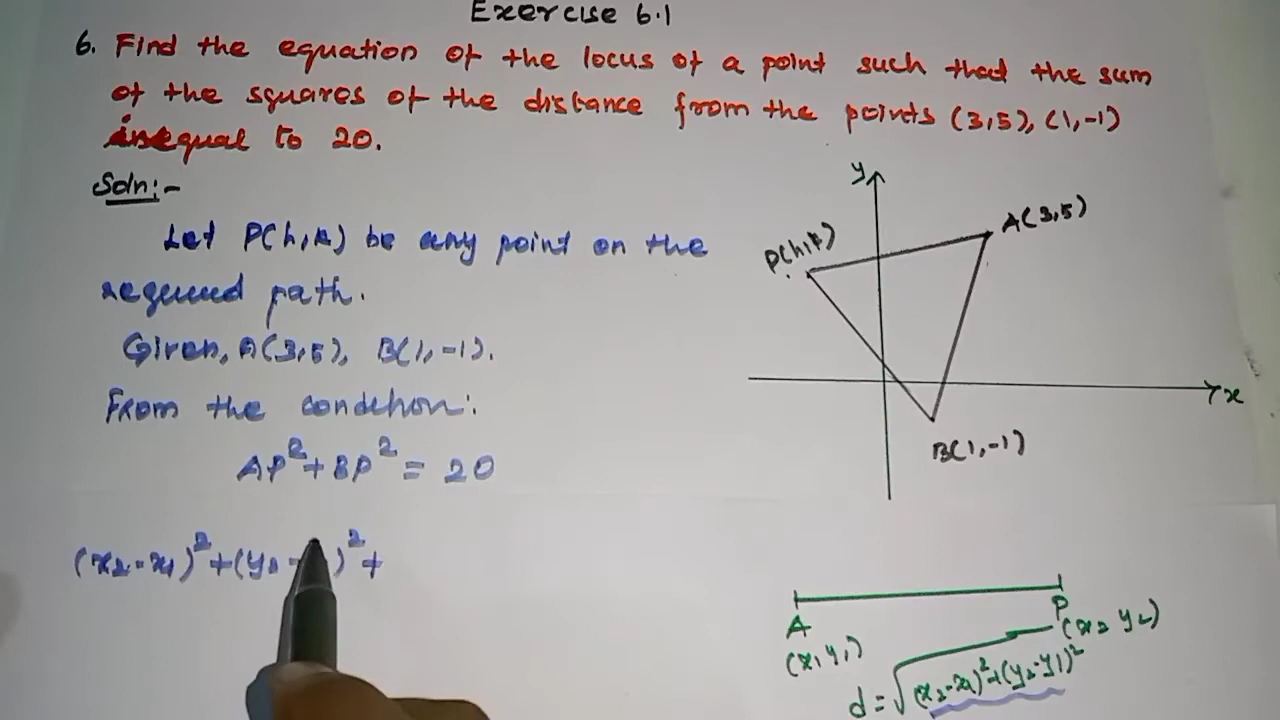 Exercise 6.1
6. Find the equation of the locus of a point such that the sum
of the squares of the distance from the points (3,5), (1,-1)
is equal to 20.
Soln:-
Let P(h,k) be any point on the
required path.
Given, A(3,5), B(1,-1).
From the condition:
AP²+BP² = 20
(x₂-x₁)²+(y₂- )²+
y
A(3,5)
P(h,k)
x
B(1,-1)
A
P
(x₁ y₁)
(x₂ y₂)
d=√(x₂-x₁)²+(y₂-y₁)²